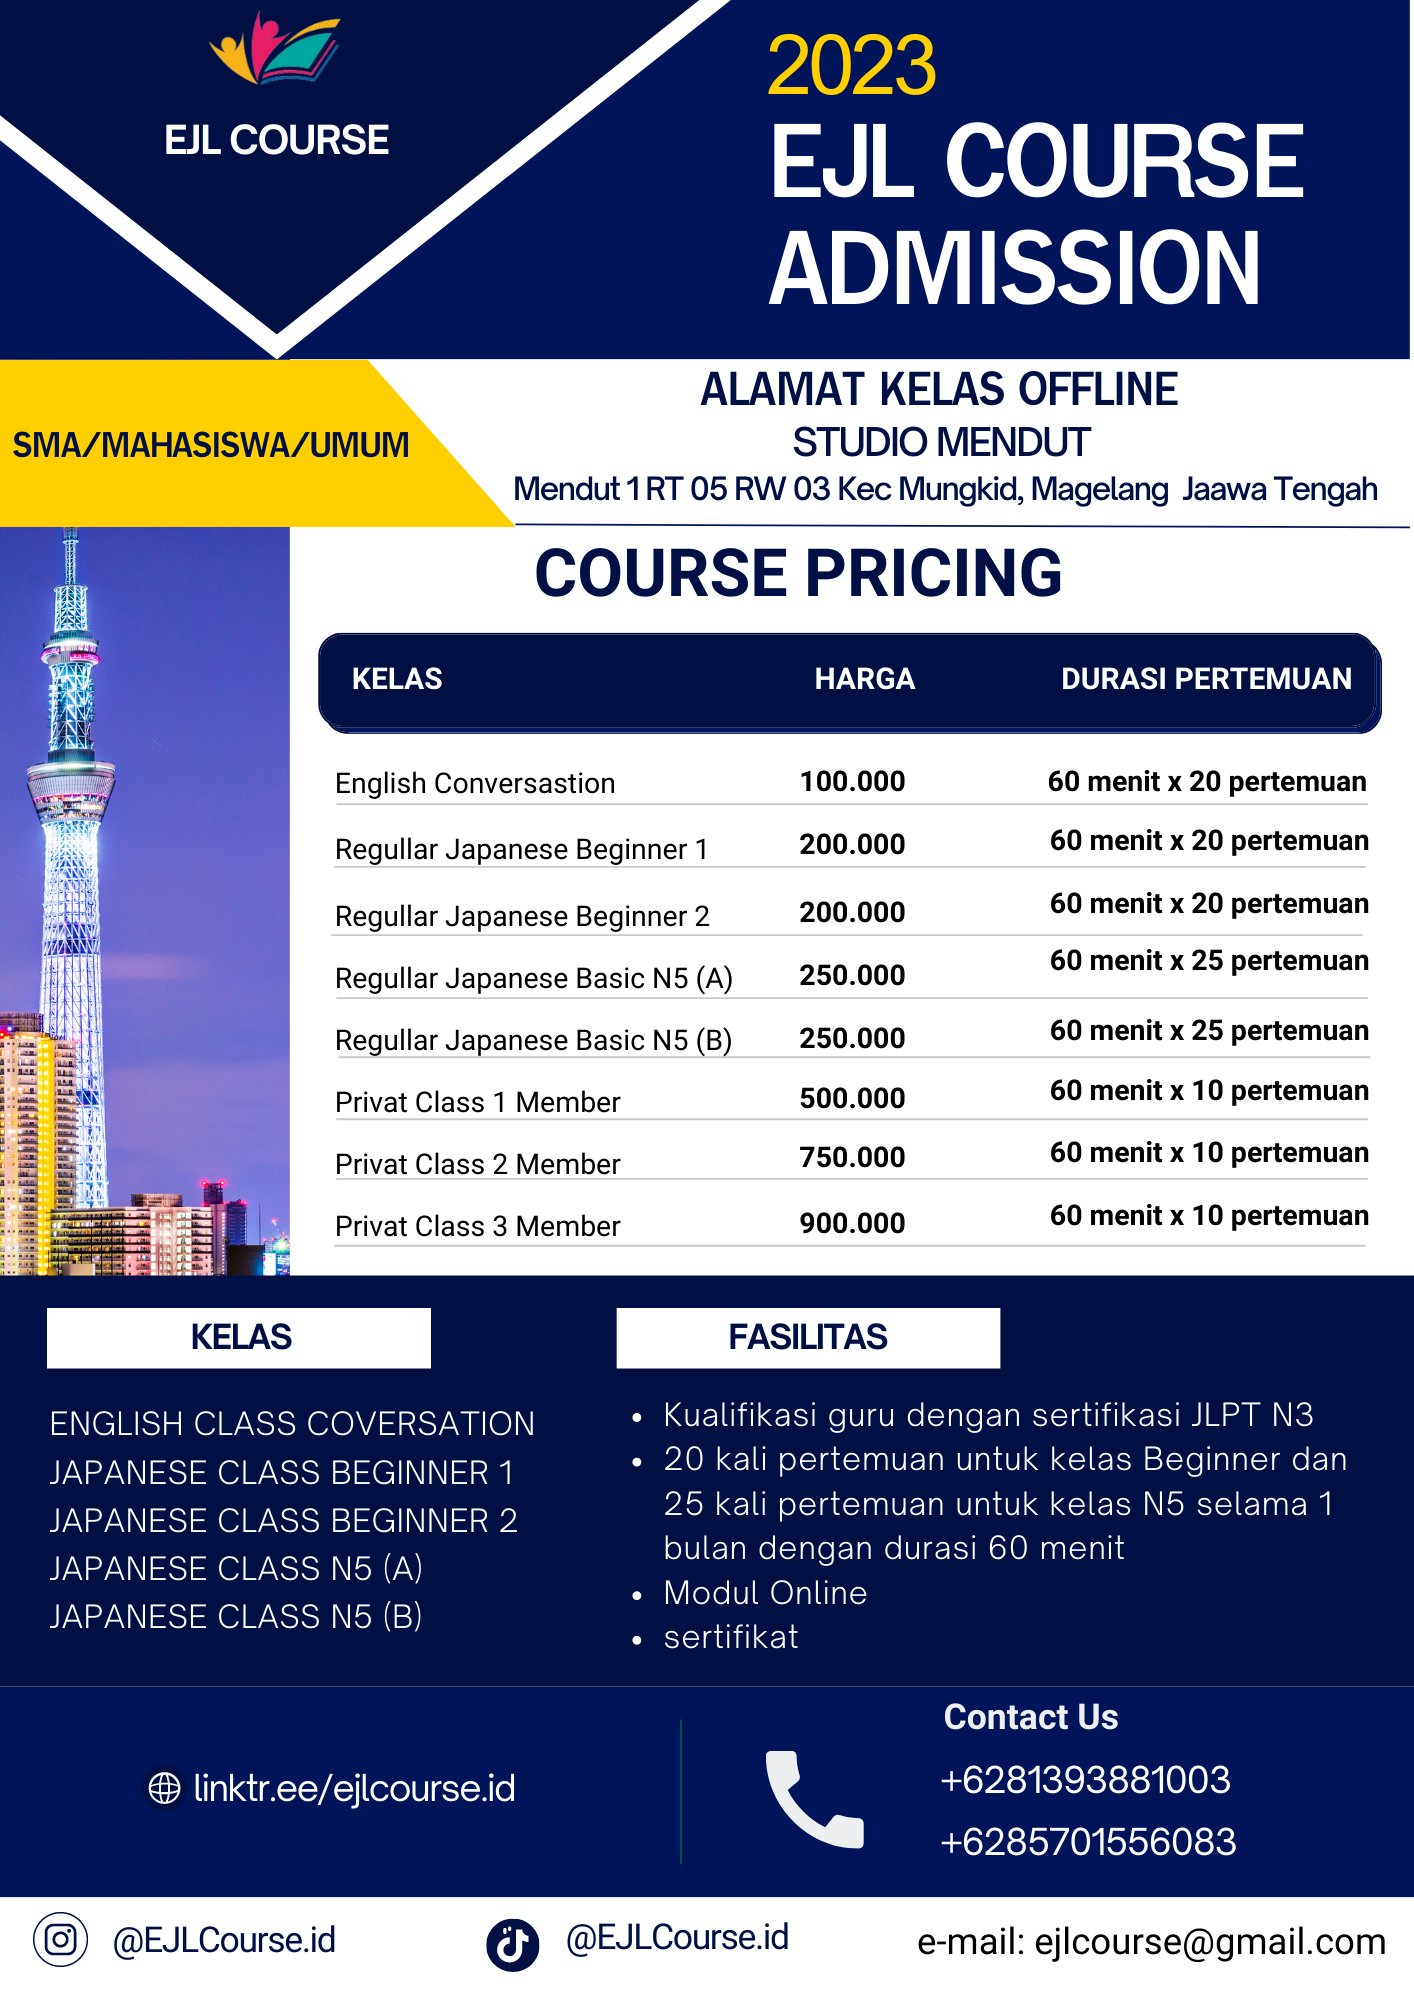 EJL COURSE
2023
EJL COURSE
ADMISSION
SMA/MAHASISWA/UMUM
ALAMAT KELAS OFFLINE
STUDIO MENDUT
Mendut 1 RT 05 RW 03 Kec Mungkid, Magelang Jaawa Tengah
COURSE PRICING
KELAS HARGA DURASI PERTEMUAN
English Conversastion 100.000 60 menit x 20 pertemuan
Regullar Japanese Beginner 1 200.000 60 menit x 20 pertemuan
Regullar Japanese Beginner 2 200.000 60 menit x 20 pertemuan
Regullar Japanese Basic N5 (A) 250.000 60 menit x 25 pertemuan
Regullar Japanese Basic N5 (B) 250.000 60 menit x 25 pertemuan
Privat Class 1 Member 500.000 60 menit x 10 pertemuan
Privat Class 2 Member 750.000 60 menit x 10 pertemuan
Privat Class 3 Member 900.000 60 menit x 10 pertemuan
KELAS
ENGLISH CLASS COVERSATION
JAPANESE CLASS BEGINNER 1
JAPANESE CLASS BEGINNER 2
JAPANESE CLASS N5 (A)
JAPANESE CLASS N5 (B)
FASILITAS
• Kualifikasi guru dengan sertifikasi JLPT N3
• 20 kali pertemuan untuk kelas Beginner dan
25 kali pertemuan untuk kelas N5 selama 1
bulan dengan durasi 60 menit
• Modul Online
• sertifikat
linktr.ee/ejlcourse.id
Contact Us
+6281393881003
+6285701556083
@EJLCourse.id
@EJLCourse.id
e-mail: ejlcourse@gmail.com